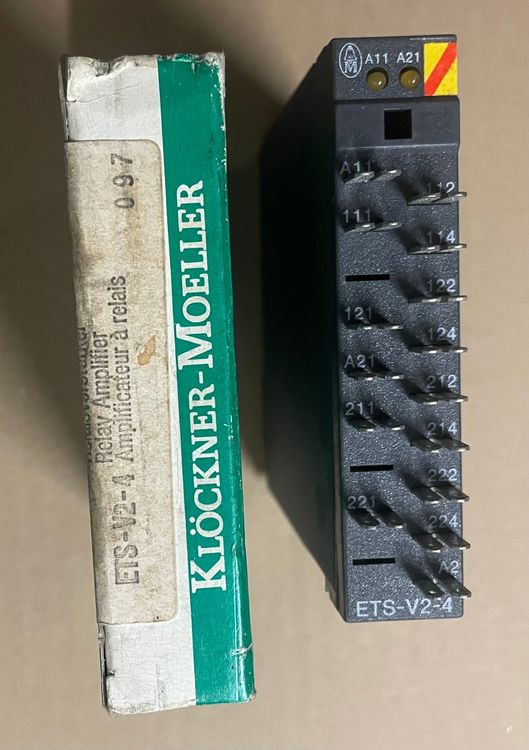 Relay/Amplifier
ETS-V2-4 Amplificateur à relais
097
KLÖCKNER-MOELLER
A11 A21
A11
112
111
114
122
121
124
A21
212
211
214
222
221
224
A2
ETS-V2-4